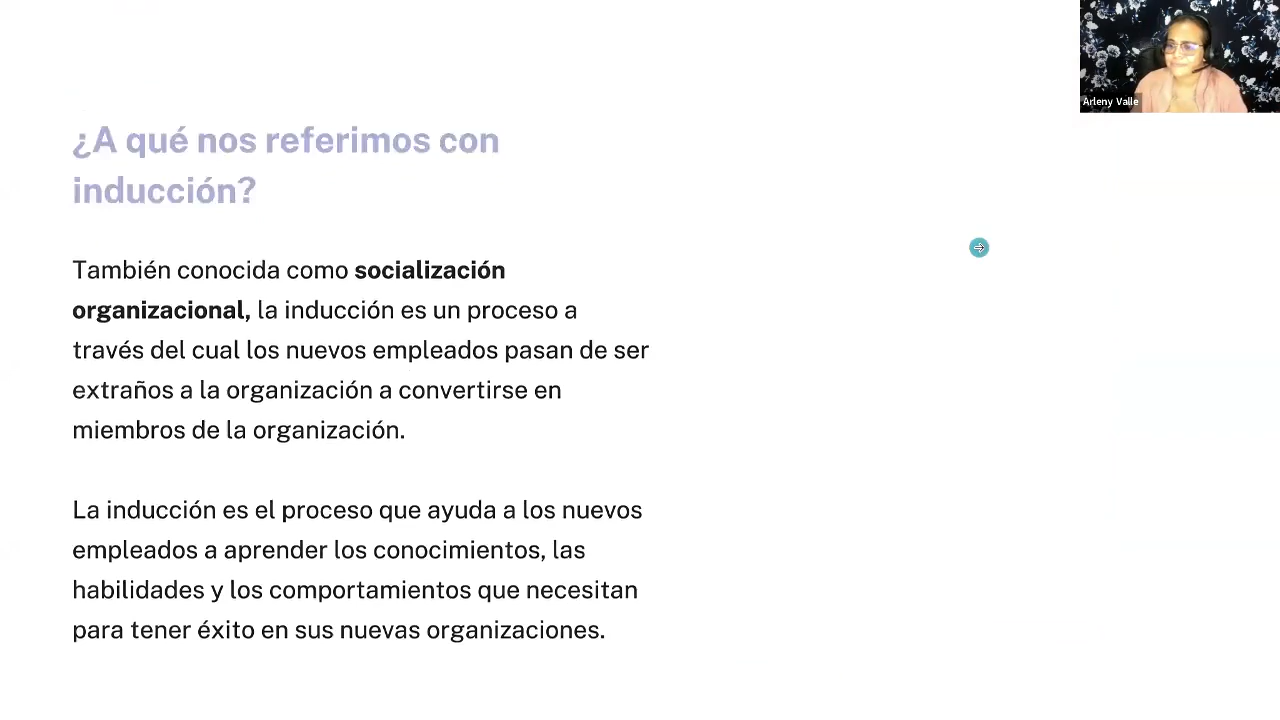 Arleny Valle
¿A qué nos referimos con
inducción?
También conocida como socialización
organizacional, la inducción es un proceso a
través del cual los nuevos empleados pasan de ser
extraños a la organización a convertirse en
miembros de la organización.
La inducción es el proceso que ayuda a los nuevos
empleados a aprender los conocimientos, las
habilidades y los comportamientos que necesitan
para tener éxito en sus nuevas organizaciones.